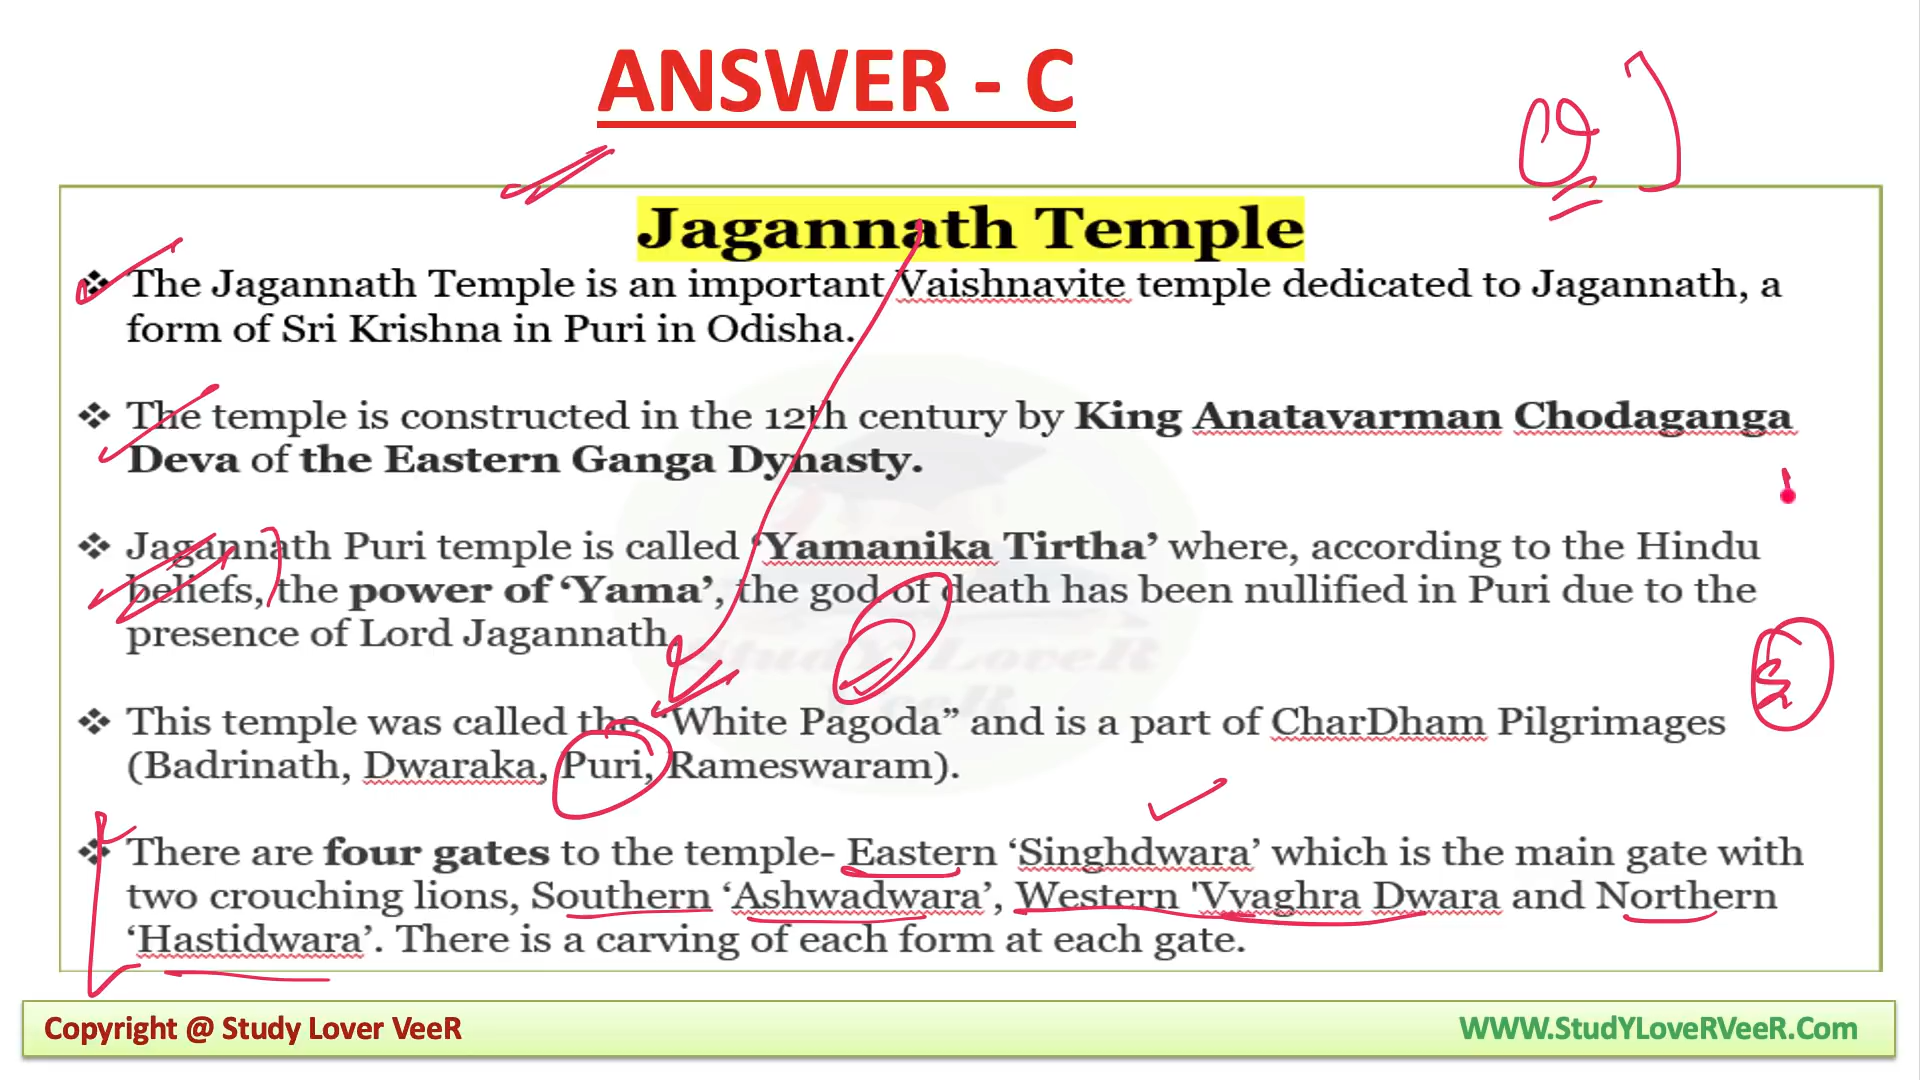 ANSWER - C
Jagannath Temple
❖ The Jagannath Temple is an important Vaishnavite temple dedicated to Jagannath, a
form of Sri Krishna in Puri in Odisha.
❖ The temple is constructed in the 12th century by King Anatavarman Chodaganga
Deva of the Eastern Ganga Dynasty.
❖ Jagannath Puri temple is called ‘Yamanika Tirtha’ where, according to the Hindu
beliefs, the power of ‘Yama’, the god of death has been nullified in Puri due to the
presence of Lord Jagannath.
❖ This temple was called the “White Pagoda” and is a part of CharDham Pilgrimages
(Badrinath, Dwaraka, Puri, Rameswaram).
❖ There are four gates to the temple- Eastern ‘Singhdwara’ which is the main gate with
two crouching lions, Southern ‘Ashwadwara’, Western 'Vyaghra Dwara and Northern
‘Hastidwara’. There is a carving of each form at each gate.
StudY LoveR
VeeR
Copyright @ Study Lover VeeR
WWW.StudYLoveRVeeR.Com